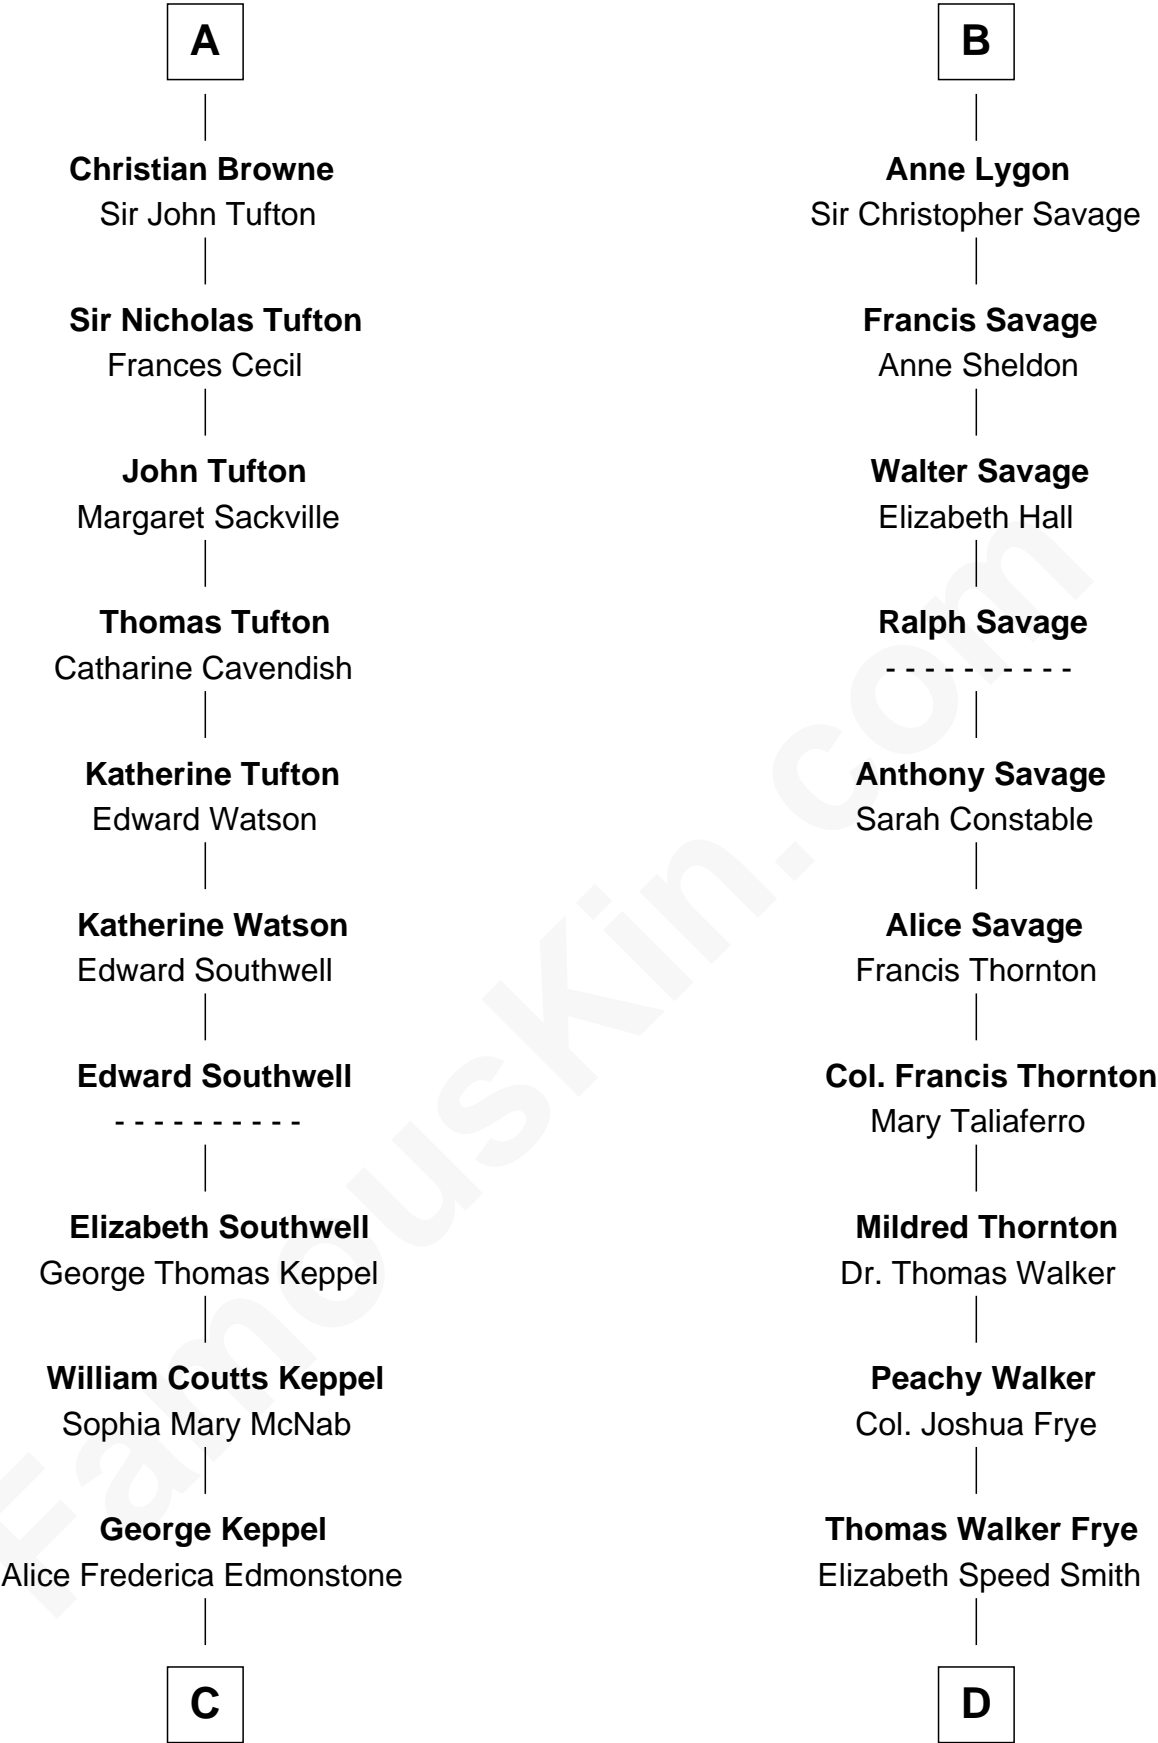 A
Christian Browne
Sir John Tufton
Sir Nicholas Tufton
Frances Cecil
John Tufton
Margaret Sackville
Thomas Tufton
Catharine Cavendish
Katherine Tufton
Edward Watson
Katherine Watson
Edward Southwell
Edward Southwell
- - - - - - - - - -
Elizabeth Southwell
George Thomas Keppel
William Coutts Keppel
Sophia Mary McNab
George Keppel
Alice Frederica Edmonstone
C
B
Anne Lygon
Sir Christopher Savage
Francis Savage
Anne Sheldon
Walter Savage
Elizabeth Hall
Ralph Savage
- - - - - - - - - -
Anthony Savage
Sarah Constable
Alice Savage
Francis Thornton
Col. Francis Thornton
Mary Taliaferro
Mildred Thornton
Dr. Thomas Walker
Peachy Walker
Col. Joshua Frye
Thomas Walker Frye
Elizabeth Speed Smith
D
FamousKin.com